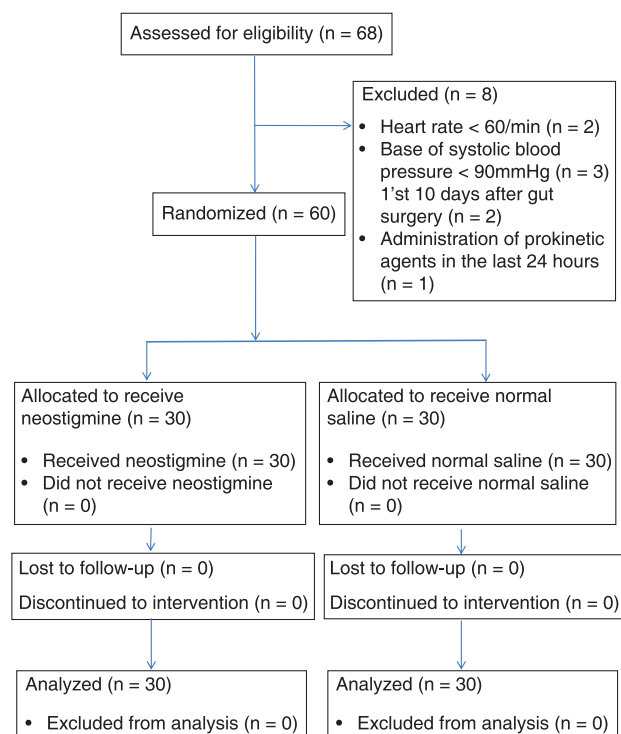 Assessed for eligibility (n = 68)
Excluded (n = 8)
• Heart rate < 60/min (n = 2)
• Base of systolic blood
pressure < 90mmHg (n = 3)
1'st 10 days after gut
surgery (n = 2)
• Administration of prokinetic
agents in the last 24 hours
(n = 1)
Randomized (n = 60)
Allocated to receive
neostigmine (n = 30)
• Received neostigmine (n = 30)
• Did not receive neostigmine
(n = 0)
Allocated to receive normal
saline (n = 30)
• Received normal saline (n = 30)
• Did not receive normal saline
(n = 0)
Lost to follow-up (n = 0)
Discontinued to intervention (n = 0)
Lost to follow-up (n = 0)
Discontinued to intervention (n = 0)
Analyzed (n = 30)
• Excluded from analysis (n = 0)
Analyzed (n = 30)
• Excluded from analysis (n = 0)